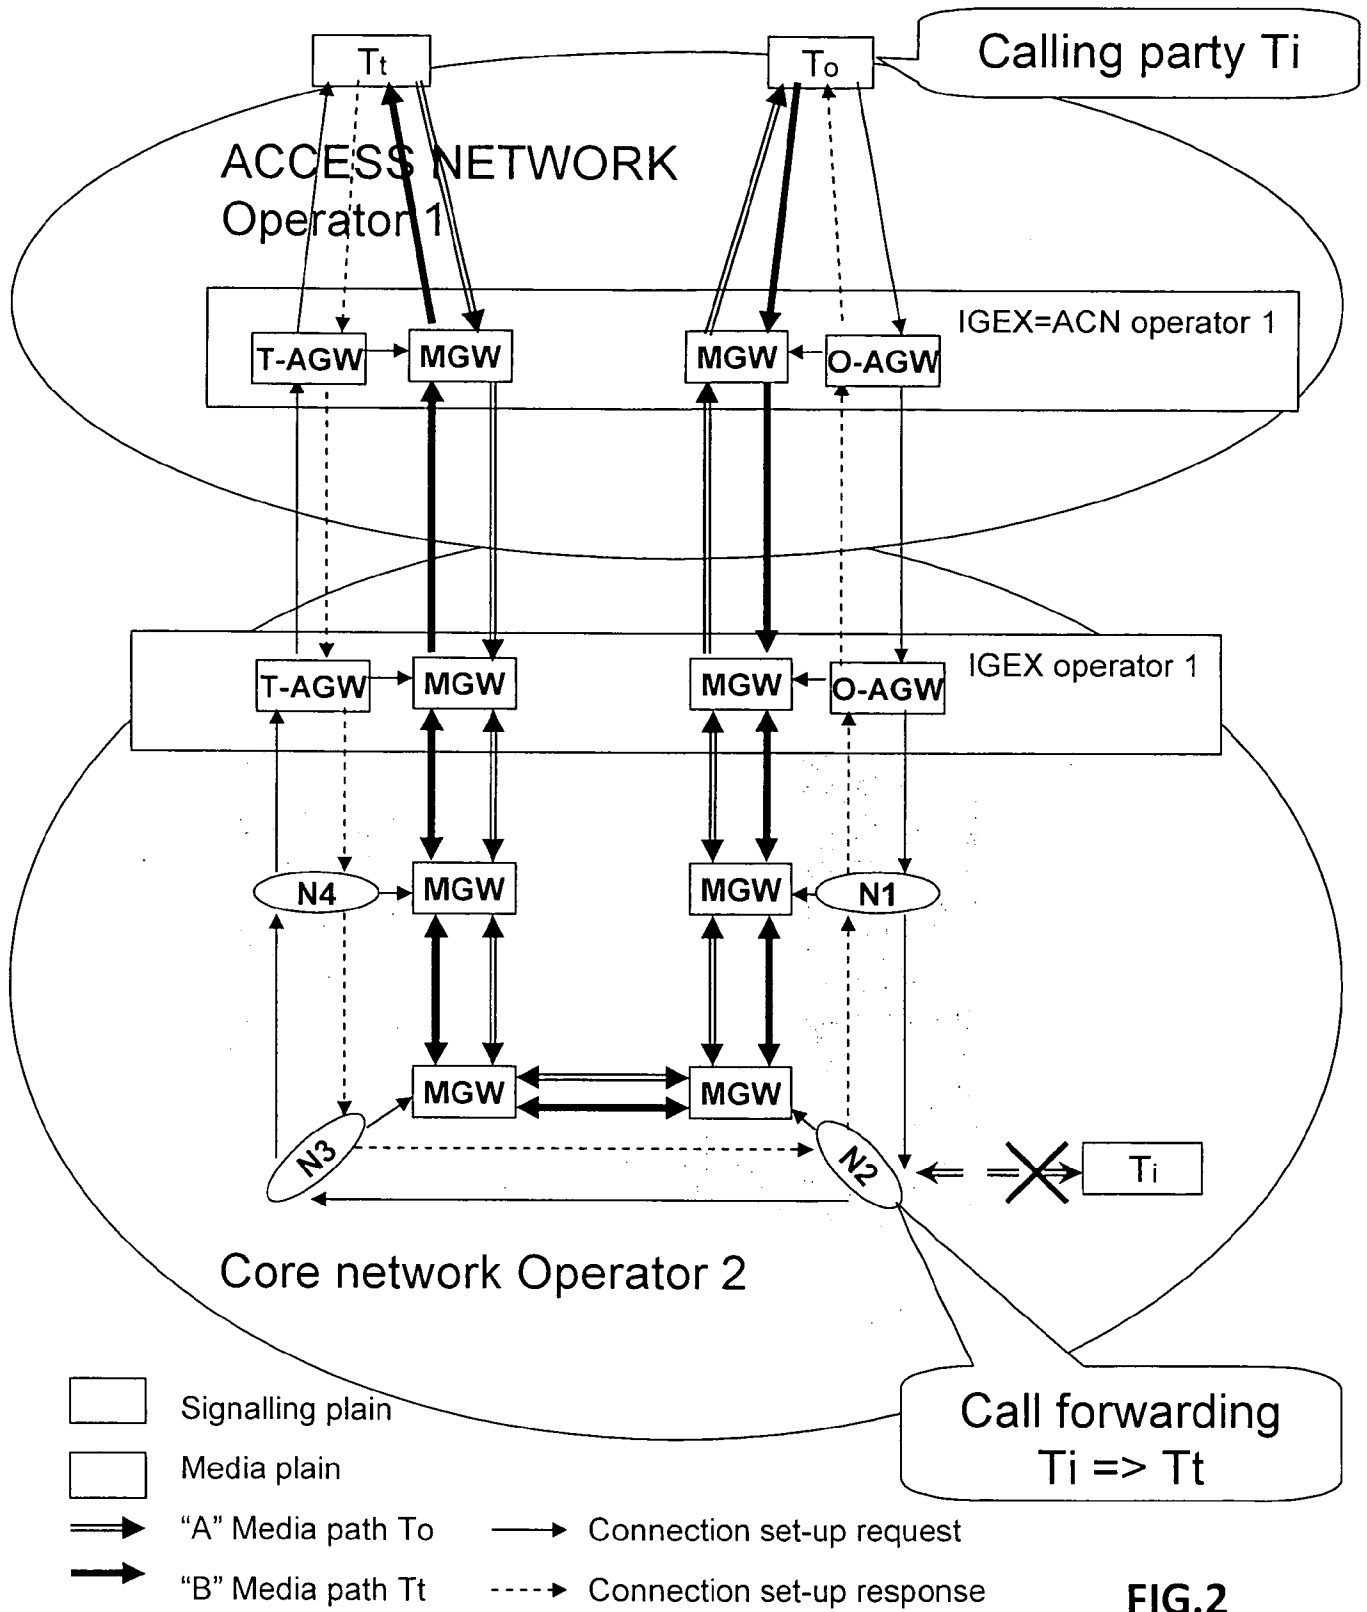 Tt
To
Calling party Ti
ACCESS NETWORK
Operator 1
IGEX=ACN operator 1
T-AGW
MGW
MGW
O-AGW
IGEX operator 1
T-AGW
MGW
MGW
O-AGW
N4
MGW
MGW
N1
MGW
MGW
N3
N2
Ti
Core network Operator 2
Call forwarding
Ti => Tt
Signalling plain
Media plain
“A” Media path To
Connection set-up request
“B” Media path Tt
Connection set-up response
FIG.2